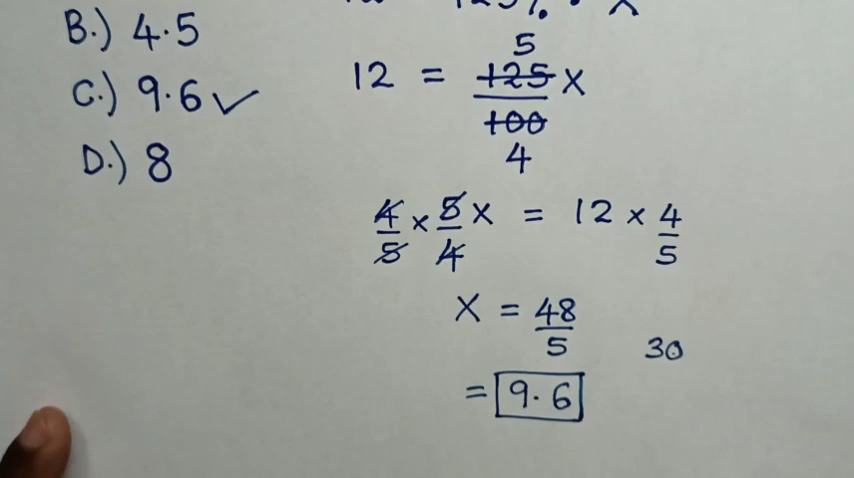 125% · x
B.) 4.5
12 = 125/100 x
5
4
C.) 9.6 ✓
D.) 8
4/5 × 5/4 x = 12 × 4/5
x = 48/5
30
= 9.6